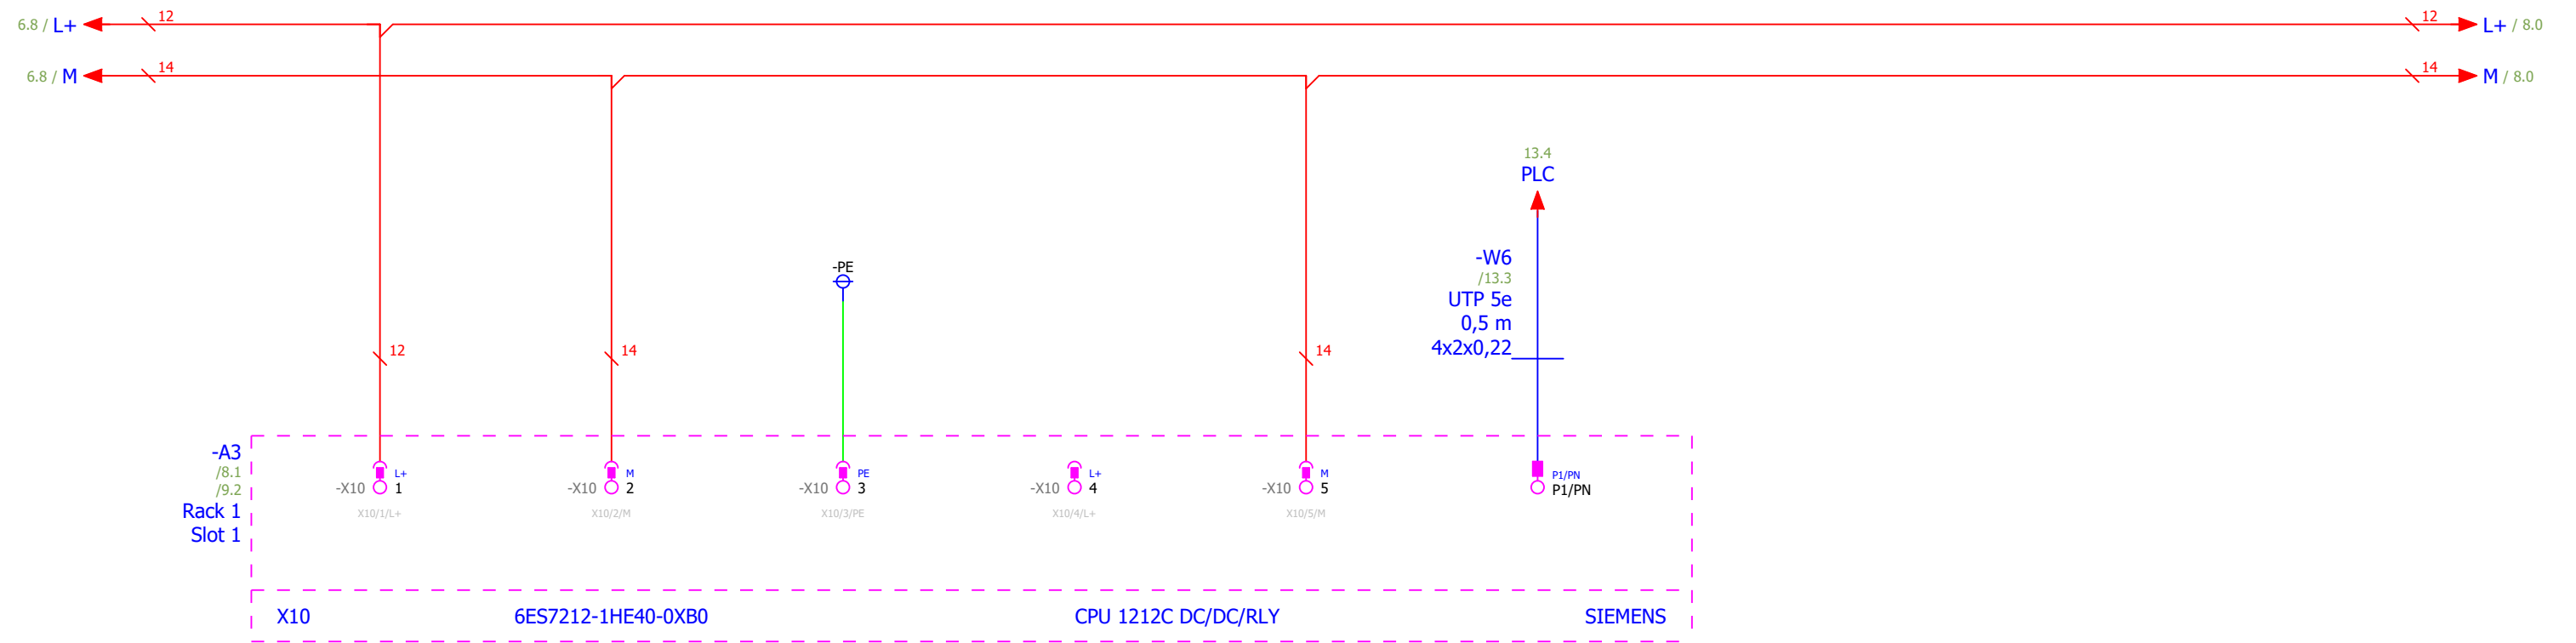 6.8 / L+
12
12
L+ / 8.0
6.8 / M
14
14
M / 8.0
13.4
PLC
-W6
/13.3
UTP 5e
0,5 m
4x2x0,22
-PE
12
14
14
-A3
/8.1
/9.2
Rack 1
Slot 1
L+
-X10 1
X10/1/L+
M
-X10 2
X10/2/M
PE
-X10 3
X10/3/PE
L+
-X10 4
X10/4/L+
M
-X10 5
X10/5/M
P1/PN
P1/PN
X10 6ES7212-1HE40-0XB0 CPU 1212C DC/DC/RLY SIEMENS